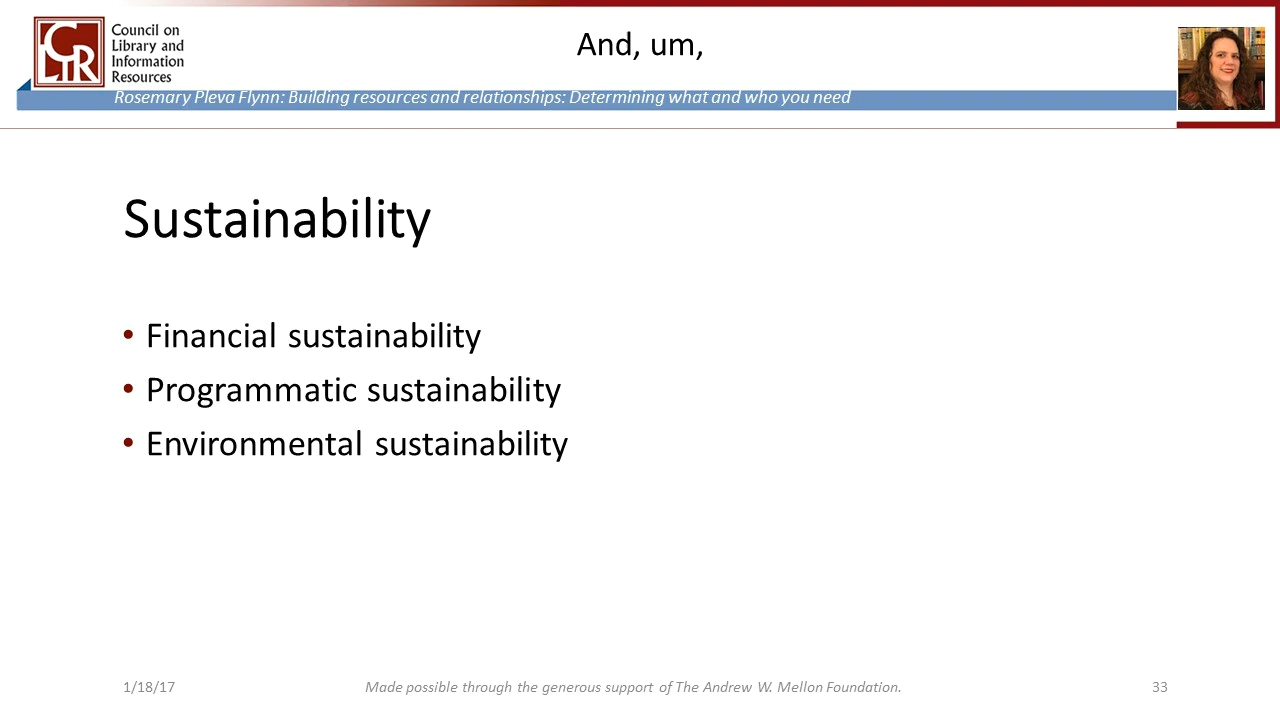 CLIR
Council on
Library and
Information
Resources
And, um,
Rosemary Pleva Flynn: Building resources and relationships: Determining what and who you need
Sustainability
• Financial sustainability
• Programmatic sustainability
• Environmental sustainability
1/18/17
Made possible through the generous support of The Andrew W. Mellon Foundation.
33